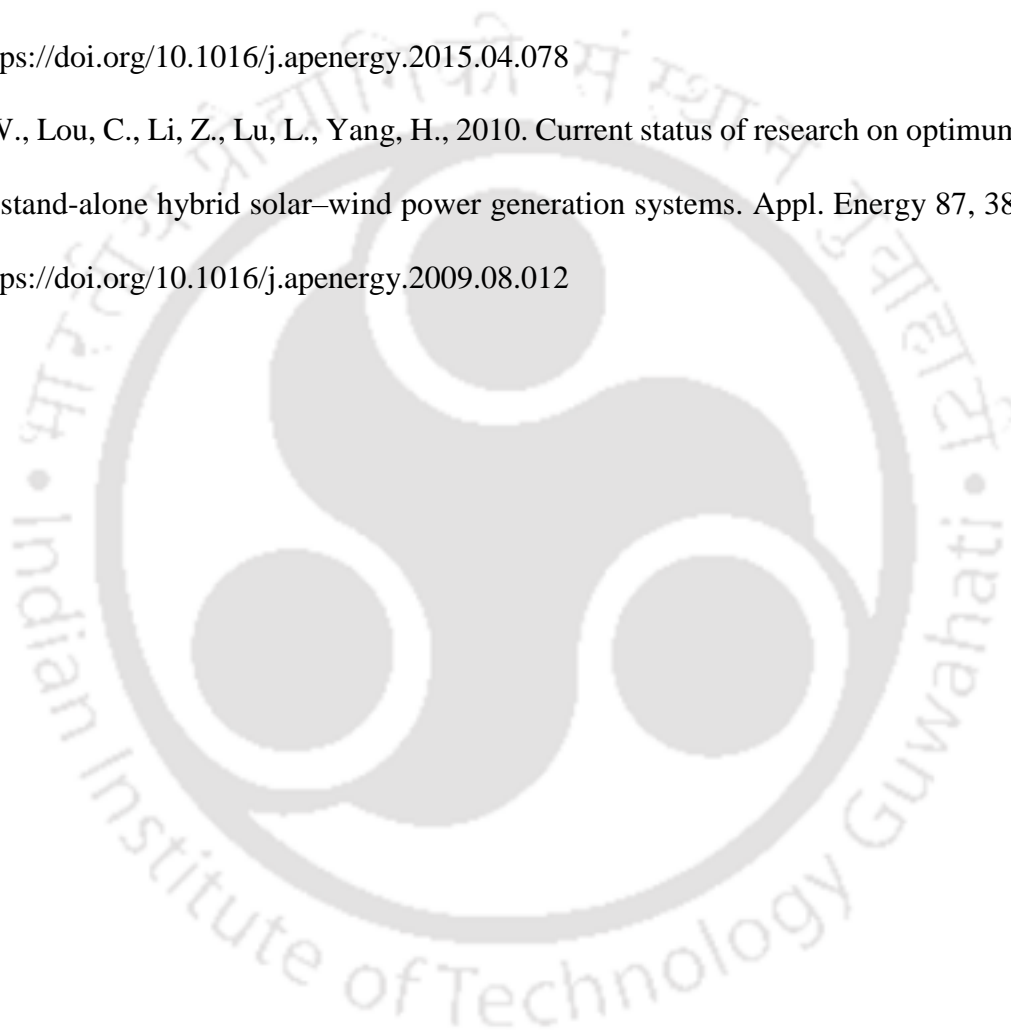 ps://doi.org/10.1016/j.apenergy.2015.04.078
V., Lou, C., Li, Z., Lu, L., Yang, H., 2010. Current status of research on optimum
stand-alone hybrid solar–wind power generation systems. Appl. Energy 87, 38
ps://doi.org/10.1016/j.apenergy.2009.08.012
भारतीय प्रौद्योगिकी संस्थान गुवाहाटी
• Indian Institute of Technology Guwahati •